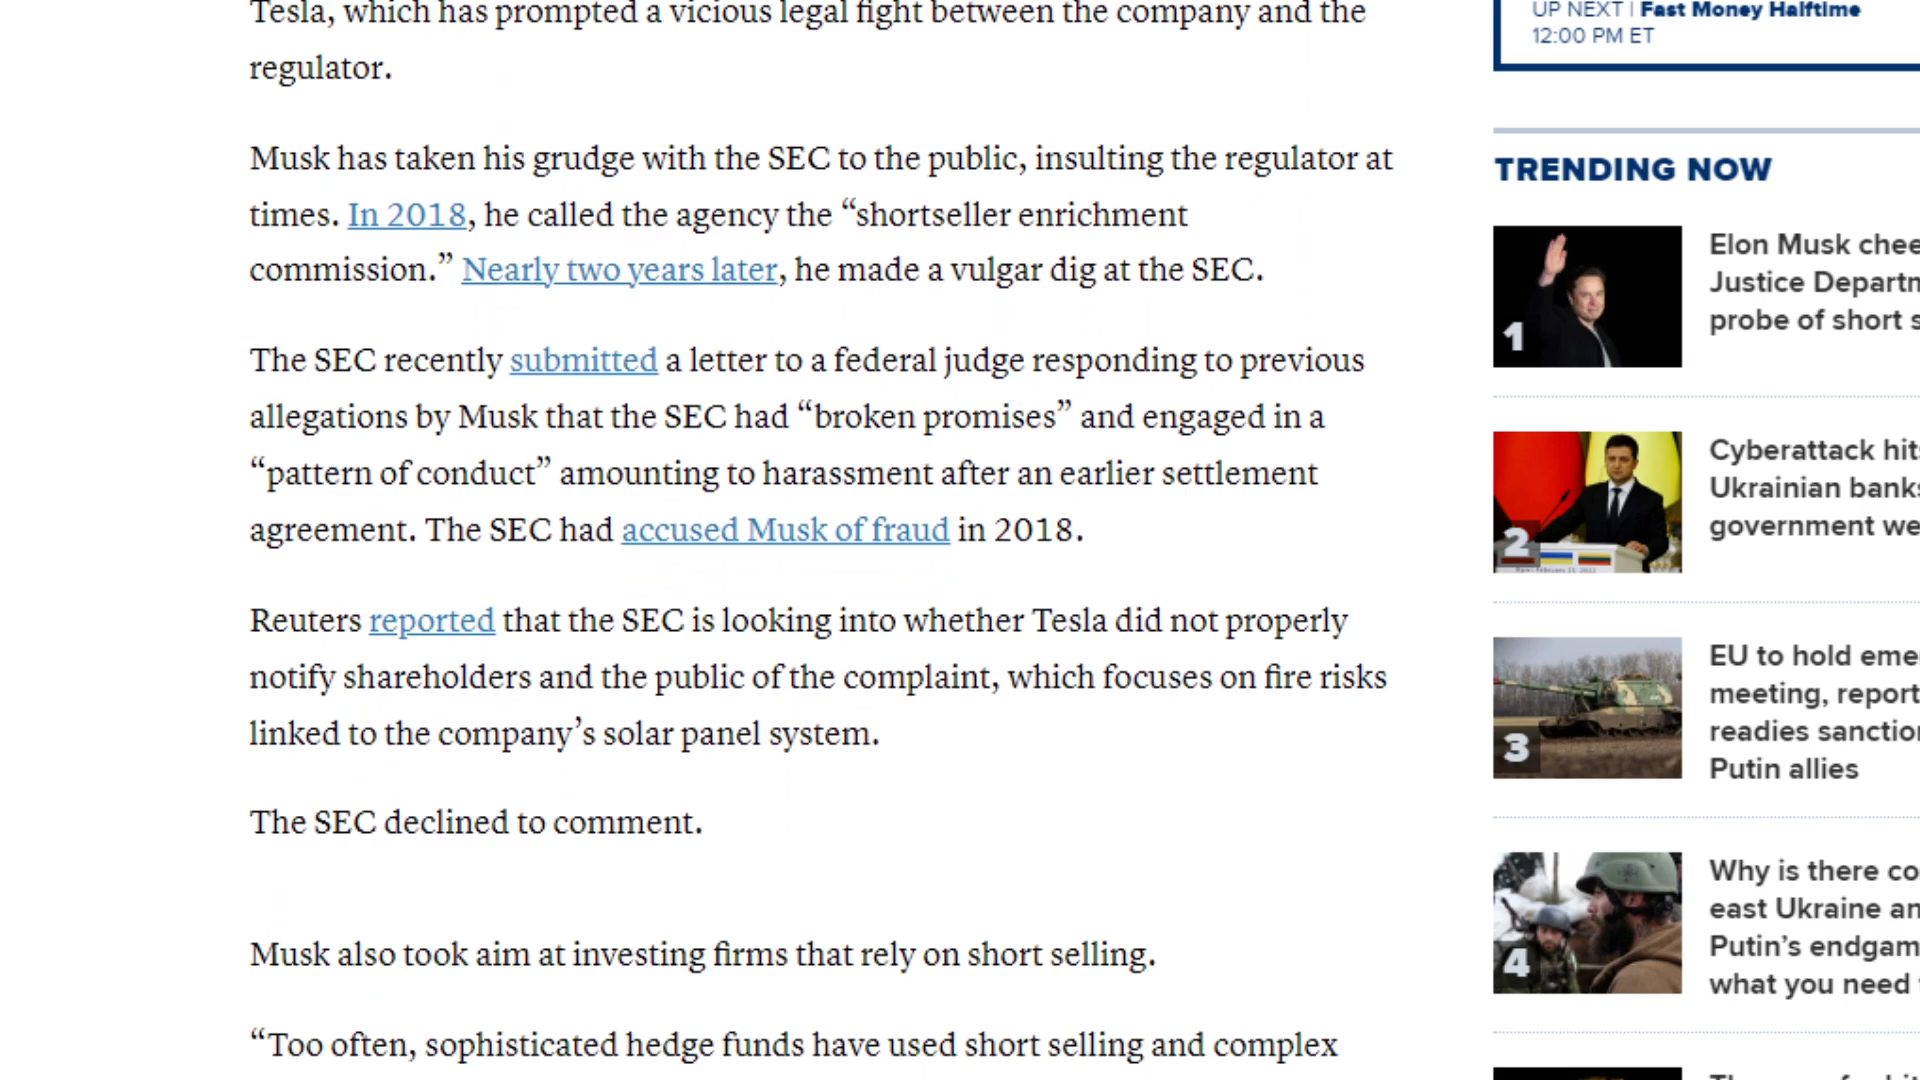 Tesla, which has prompted a vicious legal fight between the company and the
regulator.
Musk has taken his grudge with the SEC to the public, insulting the regulator at
times. In 2018, he called the agency the “shortseller enrichment
commission.” Nearly two years later, he made a vulgar dig at the SEC.
The SEC recently submitted a letter to a federal judge responding to previous
allegations by Musk that the SEC had “broken promises” and engaged in a
“pattern of conduct” amounting to harassment after an earlier settlement
agreement. The SEC had accused Musk of fraud in 2018.
Reuters reported that the SEC is looking into whether Tesla did not properly
notify shareholders and the public of the complaint, which focuses on fire risks
linked to the company’s solar panel system.
The SEC declined to comment.
Musk also took aim at investing firms that rely on short selling.
“Too often, sophisticated hedge funds have used short selling and complex
UP NEXT | Fast Money Halftime
12:00 PM ET
TRENDING NOW
1
Elon Musk chee
Justice Departm
probe of short s
2
Cyberattack hit
Ukrainian banks
government we
3
EU to hold eme
meeting, report
readies sanction
Putin allies
4
Why is there co
east Ukraine an
Putin’s endgam
what you need